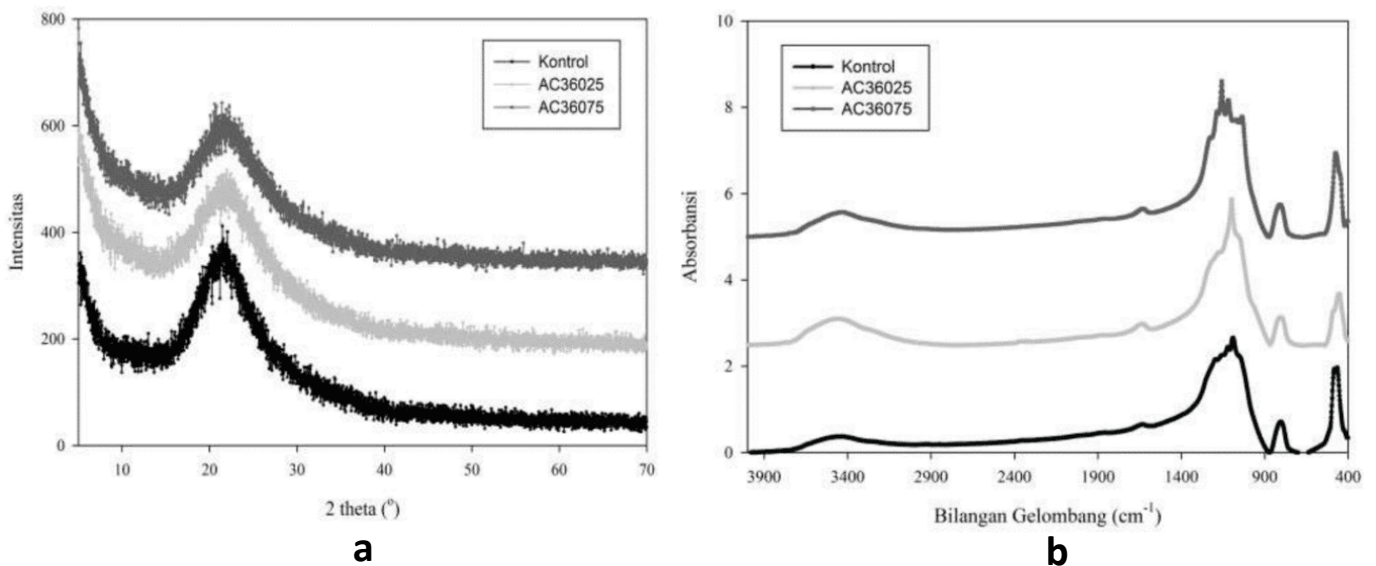 800
600
400
200
0
Intensitas
Kontrol
AC36025
AC36075
10 20 30 40 50 60 70
2 theta (°)
a
10
8
6
4
2
0
Absorbansi
Kontrol
AC36025
AC36075
3900 3400 2900 2400 1900 1400 900 400
Bilangan Gelombang (cm⁻¹)
b